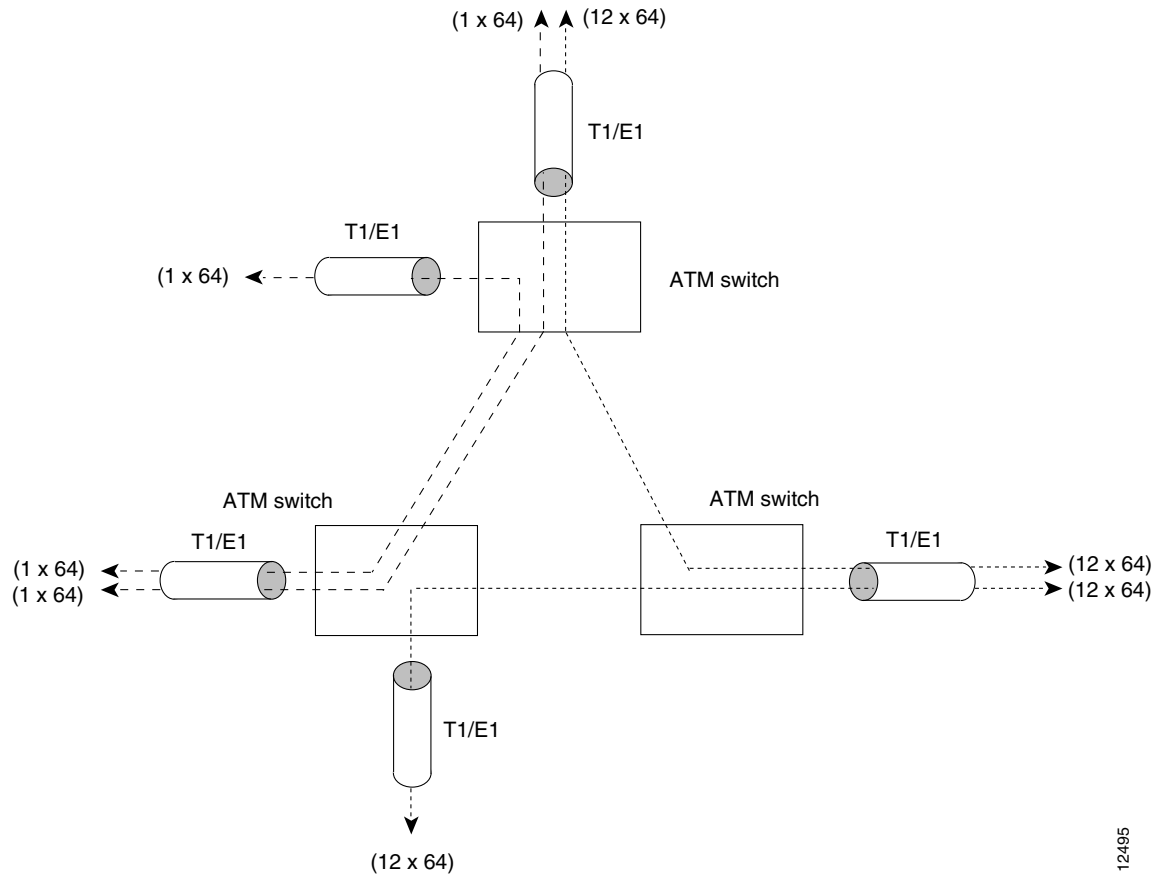 (1 x 64) (12 x 64)
T1/E1
T1/E1
(1 x 64)
ATM switch
ATM switch
ATM switch
T1/E1
T1/E1
(1 x 64)
(1 x 64)
(12 x 64)
(12 x 64)
T1/E1
(12 x 64)
12495